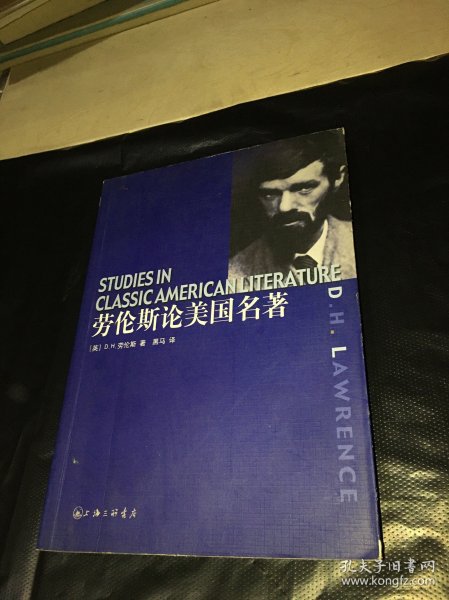 STUDIES IN
CLASSIC AMERICAN LITERATURE
劳伦斯论美国名著
[英] D.H.劳伦斯 著 黑马 译
D.H. LAWRENCE
上海三联书店
孔夫子旧书网
www.kongfz.com